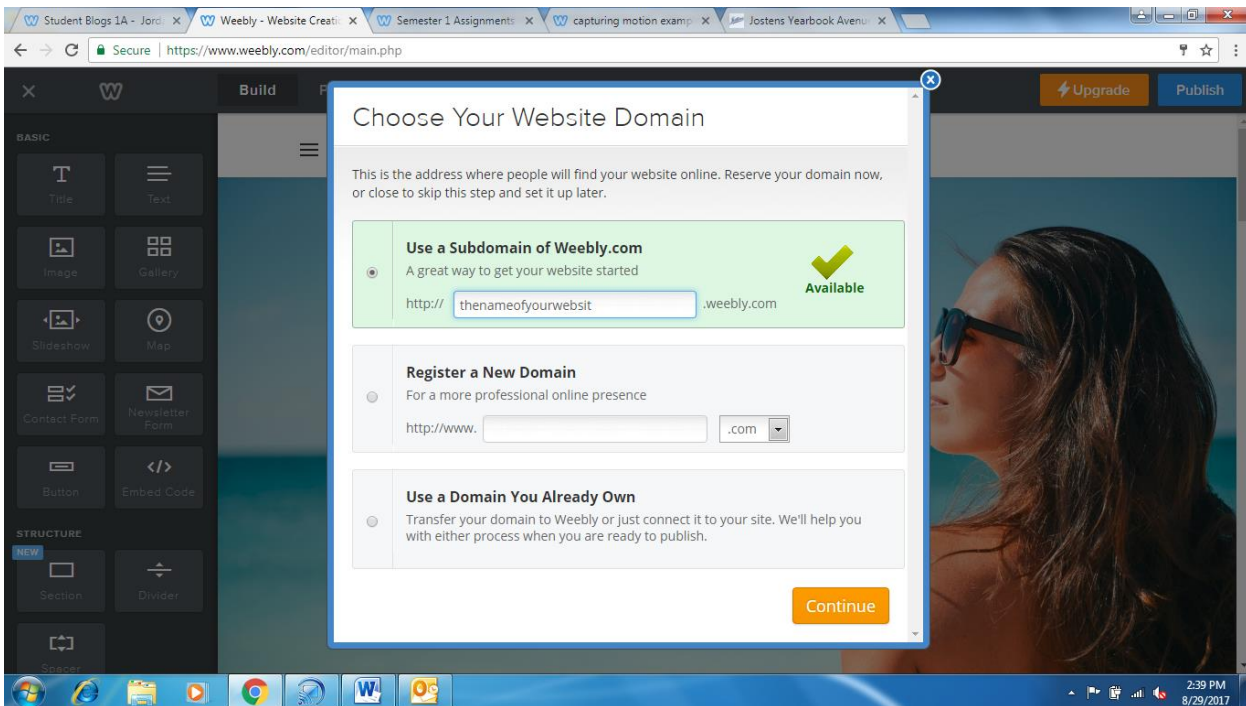 Student Blogs 1A - Jord
Weebly - Website Creatic
Semester 1 Assignments
capturing motion examp
Jostens Yearbook Avenu
Secure | https://www.weebly.com/editor/main.php
Build
P
Upgrade
Publish
BASIC
Title
Text
Image
Gallery
Slideshow
Map
Contact Form
Newsletter
Form
Button
Embed Code
STRUCTURE
NEW
Section
Divider
Spacer
Choose Your Website Domain
This is the address where people will find your website online. Reserve your domain now,
or close to skip this step and set it up later.
Use a Subdomain of Weebly.com
A great way to get your website started
http:// thenameofyourwebsit .weebly.com
Available
Register a New Domain
For a more professional online presence
http://www. .com
Use a Domain You Already Own
Transfer your domain to Weebly or just connect it to your site. We'll help you
with either process when you are ready to publish.
Continue
2:39 PM
8/29/2017